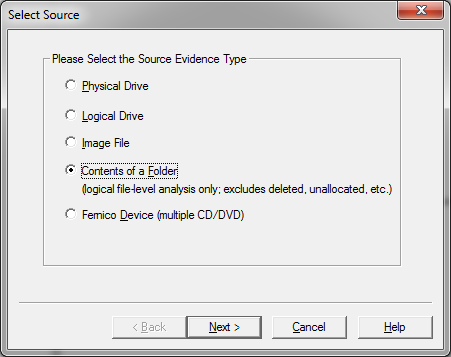 Select Source
Please Select the Source Evidence Type
Physical Drive
Logical Drive
Image File
Contents of a Folder
(logical file-level analysis only; excludes deleted, unallocated, etc.)
Fernico Device (multiple CD/DVD)
< Back
Next >
Cancel
Help